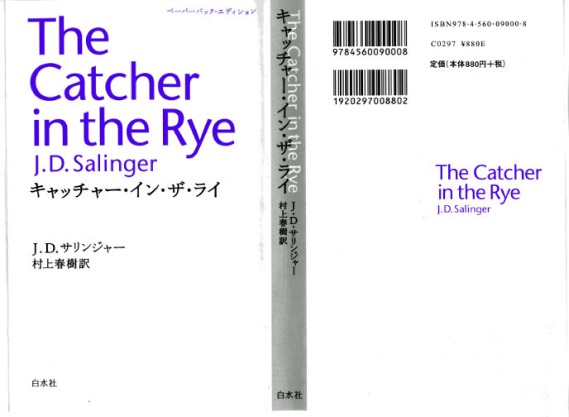 ペーパーバック・エディション
The
Catcher
in the Rye
J.D. Salinger
キャッチャー・イン・ザ・ライ
J.D.サリンジャー
村上春樹訳
白水社
The Catcher in the Rye
キャッチャー・イン・ザ・ライ
J・D・サリンジャー
村上春樹訳
白水社
9784560090008
1920297008802
ISBN978-4-560-09000-8
C0297 ¥880E
定価(本体880円+税)
The Catcher
in the Rye
J.D. Salinger